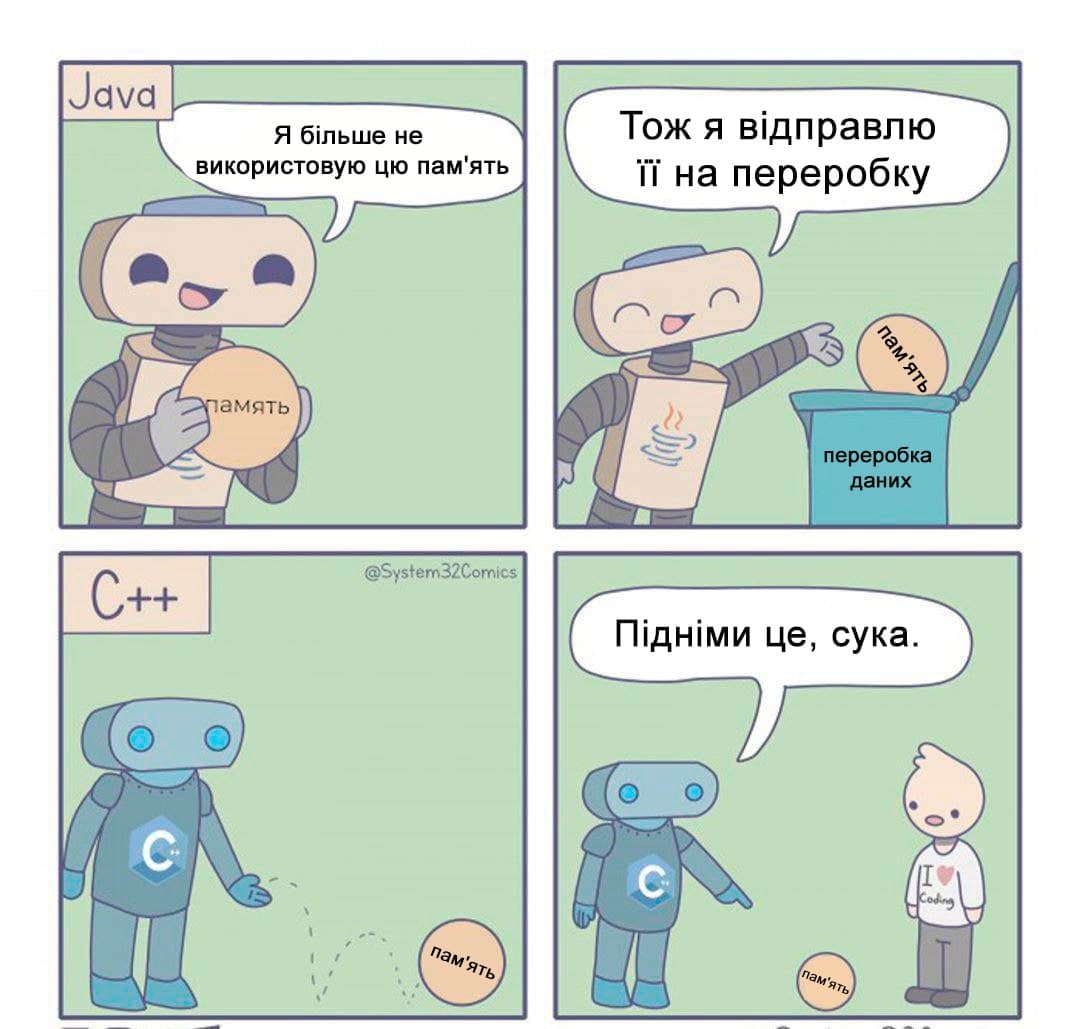 Java
Я більше не
використовую цю пам'ять
память
Тож я відправлю
її на переробку
пам'ять
переробка
даних
C++
@System32Comics
C++
пам'ять
Підніми це, сука.
C++
I ❤
Coding
пам'ять